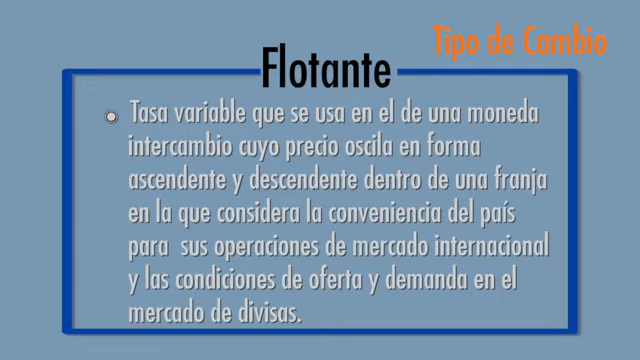 Tipo de Cambio
Flotante
Tasa variable que se usa en el de una moneda
intercambio cuyo precio oscila en forma
ascendente y descendente dentro de una franja
en la que considera la conveniencia del país
para sus operaciones de mercado internacional
y las condiciones de oferta y demanda en el
mercado de divisas.